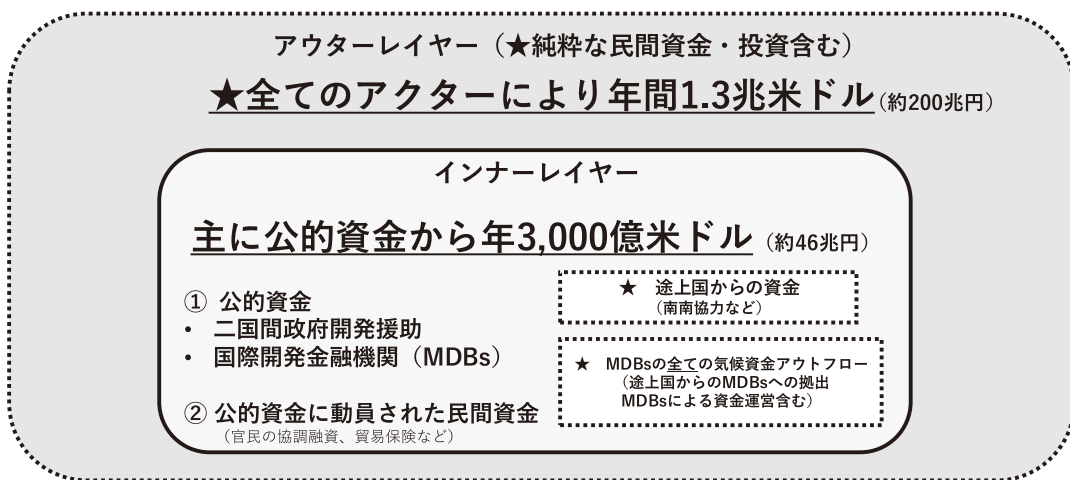 アウターレイヤー（★純粋な民間資金・投資含む）
★全てのアクターにより年間1.3兆米ドル（約200兆円）
インナーレイヤー
主に公的資金から年3,000億米ドル（約46兆円）
① 公的資金
• 二国間政府開発援助
• 国際開発金融機関（MDBs）
② 公的資金に動員された民間資金
（官民の協調融資、貿易保険など）
★ 途上国からの資金
（南南協力など）
★ MDBsの全ての気候資金アウトフロー
（途上国からのMDBsへの拠出
MDBsによる資金運営含む）